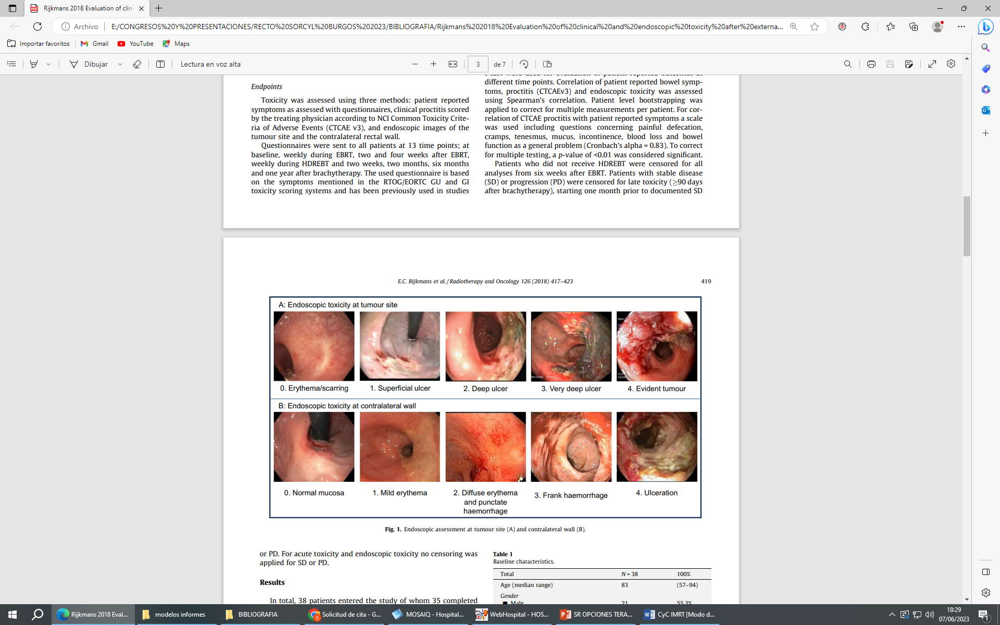 Rijkmans 2018 Evaluation of clini
Archivo
E:/CONGRESOS%20Y%20PRESENTACIONES/RECTO%20SORCYL%20BURGOS%202023/BIBLIOGRAFIA/Rijkmans%202018%20Evaluation%20of%20clinical%20and%20endoscopic%20toxicity%20after%20externa...
Importar favoritos
Gmail
YouTube
Maps
Dibujar
Lectura en voz alta
3
de 7
Endpoints
Toxicity was assessed using three methods: patient reported
symptoms as assessed with questionnaires, clinical proctitis scored
by the treating physician according to NCI Common Toxicity Crite-
ria of Adverse Events (CTCAE v3), and endoscopic images of the
tumour site and the contralateral rectal wall.
Questionnaires were sent to all patients at 13 time points; at
baseline, weekly during EBRT, two and four weeks after EBRT,
weekly during HDREBT and two weeks, two months, six months
and one year after brachytherapy. The used questionnaire is based
on the symptoms mentioned in the RTOG/EORTC GU and GI
toxicity scoring systems and has been previously used in studies
different time points. Correlation of patient reported bowel symp-
toms, proctitis (CTCAEv3) and endoscopic toxicity was assessed
using Spearman's correlation. Patient level bootstrapping was
applied to correct for multiple measurements per patient. For cor-
relation of CTCAE proctitis with patient reported symptoms a scale
was used including questions concerning painful defecation,
cramps, tenesmus, mucus, incontinence, blood loss and bowel
function as a general problem (Cronbach's alpha = 0.83). To correct
for multiple testing, a p-value of <0.01 was considered significant.
Patients who did not receive HDREBT were censored for all
analyses from six weeks after EBRT. Patients with stable disease
(SD) or progression (PD) were censored for late toxicity (≥90 days
after brachytherapy), starting one month prior to documented SD
E.C. Rijkmans et al. / Radiotherapy and Oncology 126 (2018) 417–423
419
A: Endoscopic toxicity at tumour site
0. Erythema/scarring
1. Superficial ulcer
2. Deep ulcer
3. Very deep ulcer
4. Evident tumour
B: Endoscopic toxicity at contralateral wall
0. Normal mucosa
1. Mild erythema
2. Diffuse erythema
and punctate
haemorrhage
3. Frank haemorrhage
4. Ulceration
Fig. 1. Endoscopic assessment at tumour site (A) and contralateral wall (B).
or PD. For acute toxicity and endoscopic toxicity no censoring was
applied for SD or PD.
Results
In total, 38 patients entered the study of whom 35 completed
Table 1
Baseline characteristics.
Total N = 38 100%
Age (median range) 83 (57–94)
Gender
Male 21 55.3%
Rijkmans 2018 Eval...
modelos informes
BIBLIOGRAFIA
Solicitud de cita - G...
MOSAIQ - Hospital...
WebHospital - HOS...
SR OPCIONES TERA...
CyC IMRT [Modo d...
18:29
07/06/2023
1